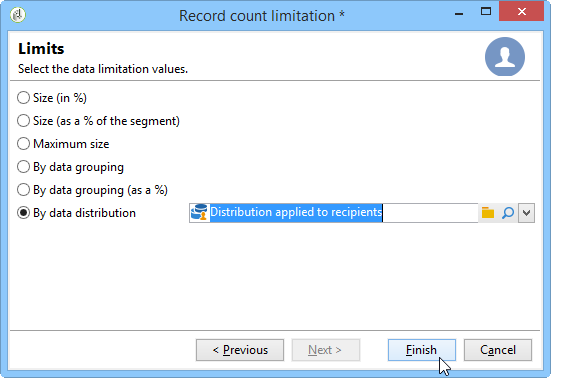 Record count limitation *
Limits
Select the data limitation values.
Size (in %)
Size (as a % of the segment)
Maximum size
By data grouping
By data grouping (as a %)
By data distribution Distribution applied to recipients
< Previous Next > Finish Cancel